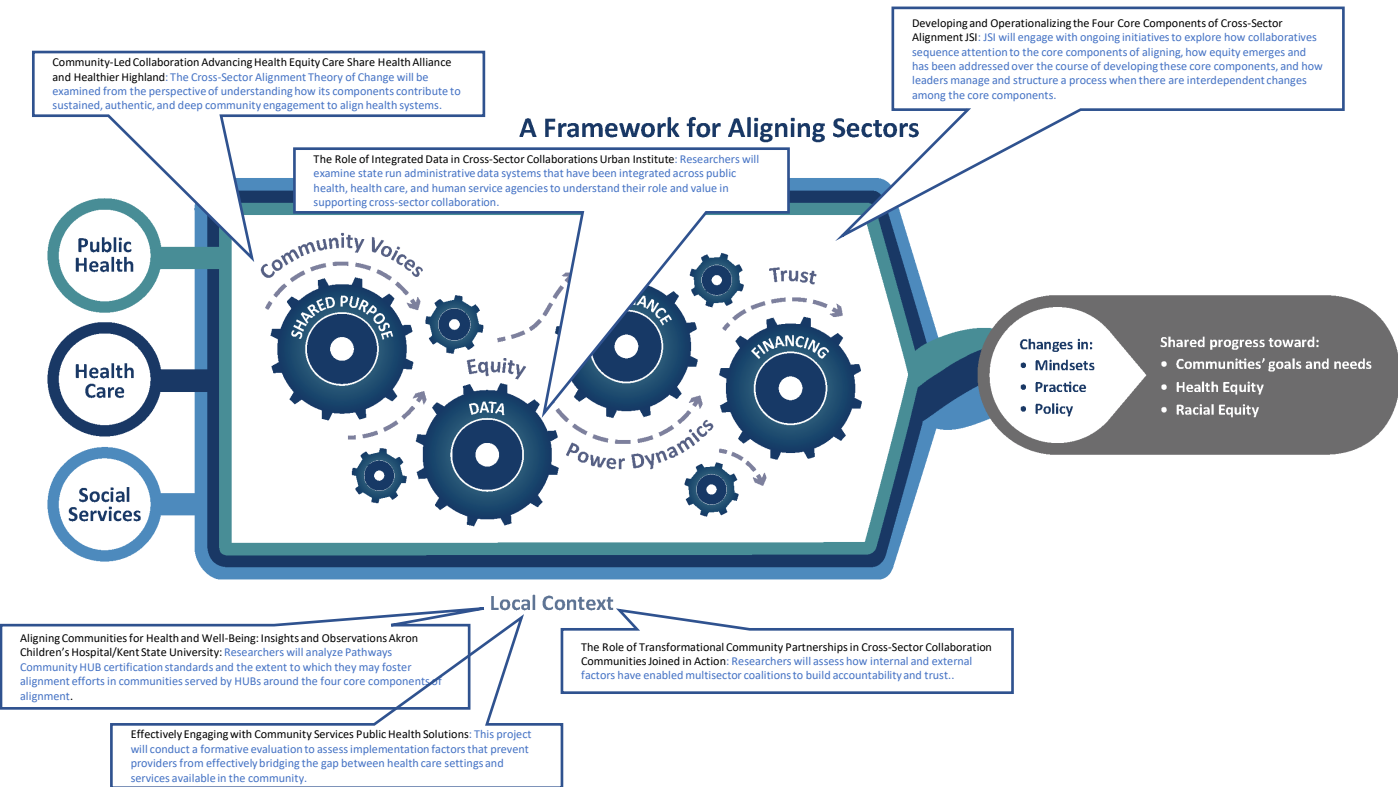 Developing and Operationalizing the Four Core Components of Cross-Sector
Alignment JSI: JSI will engage with ongoing initiatives to explore how collaboratives
sequence attention to the core components of aligning, how equity emerges and
has been addressed over the course of developing these core components, and how
leaders manage and structure a process when there are interdependent changes
among the core components.
Community-Led Collaboration Advancing Health Equity Care Share Health Alliance
and Healthier Highland: The Cross-Sector Alignment Theory of Change will be
examined from the perspective of understanding how its components contribute to
sustained, authentic, and deep community engagement to align health systems.
A Framework for Aligning Sectors
The Role of Integrated Data in Cross-Sector Collaborations Urban Institute: Researchers will
examine state run administrative data systems that have been integrated across public
health, health care, and human service agencies to understand their role and value in
supporting cross-sector collaboration.
Public
Health
Health
Care
Social
Services
Community Voices
SHARED PURPOSE
Equity
DATA
ANCE
Power Dynamics
Trust
FINANCING
Changes in:
• Mindsets
• Practice
• Policy
Shared progress toward:
• Communities' goals and needs
• Health Equity
• Racial Equity
Local Context
Aligning Communities for Health and Well-Being: Insights and Observations Akron
Children's Hospital/Kent State University: Researchers will analyze Pathways
Community HUB certification standards and the extent to which they may foster
alignment efforts in communities served by HUBs around the four core components of
alignment.
The Role of Transformational Community Partnerships in Cross-Sector Collaboration
Communities Joined in Action: Researchers will assess how internal and external
factors have enabled multisector coalitions to build accountability and trust..
Effectively Engaging with Community Services Public Health Solutions: This project
will conduct a formative evaluation to assess implementation factors that prevent
providers from effectively bridging the gap between health care settings and
services available in the community.